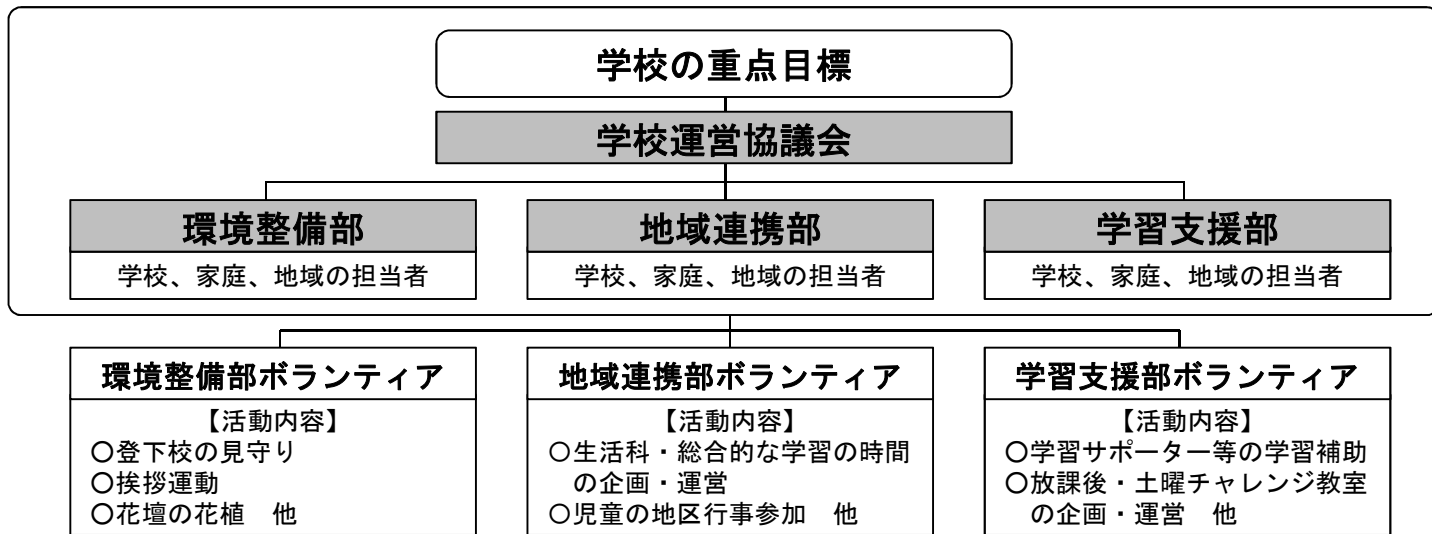 学校の重点目標
学校運営協議会
環境整備部
学校、家庭、地域の担当者
地域連携部
学校、家庭、地域の担当者
学習支援部
学校、家庭、地域の担当者
環境整備部ボランティア
【活動内容】
〇登下校の見守り
〇挨拶運動
〇花壇の花植　他
地域連携部ボランティア
【活動内容】
〇生活科・総合的な学習の時間
の企画・運営
〇児童の地区行事参加　他
学習支援部ボランティア
【活動内容】
〇学習サポーター等の学習補助
〇放課後・土曜チャレンジ教室
の企画・運営　他